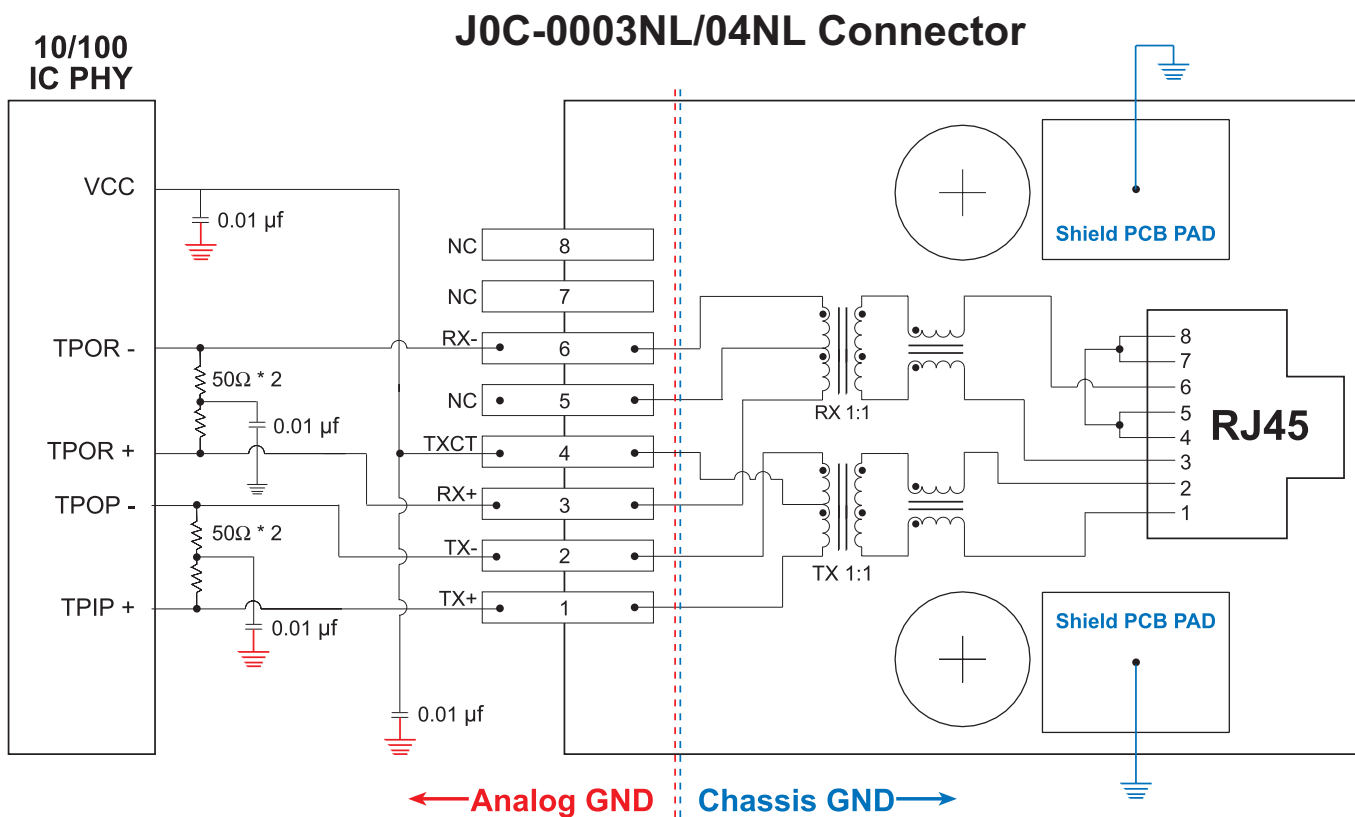 J0C-0003NL/04NL Connector
10/100
IC PHY
VCC
0.01 µf
TPOR -
50Ω * 2
0.01 µf
TPOR +
TPOP -
50Ω * 2
TPIP +
0.01 µf
0.01 µf
NC
8
NC
7
RX-
6
NC
5
TXCT
4
RX+
3
TX-
2
TX+
1
Shield PCB PAD
RX 1:1
TX 1:1
8
7
6
5
4
3
2
1
RJ45
Shield PCB PAD
Analog GND
Chassis GND